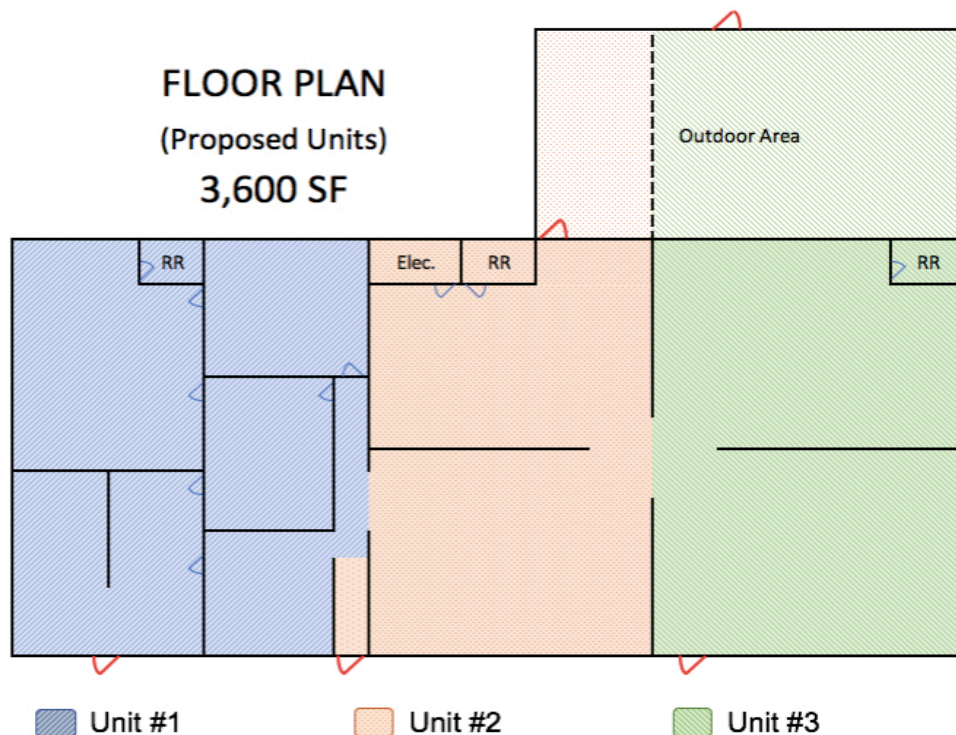 FLOOR PLAN
(Proposed Units)
3,600 SF
Outdoor Area
RR
Elec.
RR
RR
Unit #1
Unit #2
Unit #3